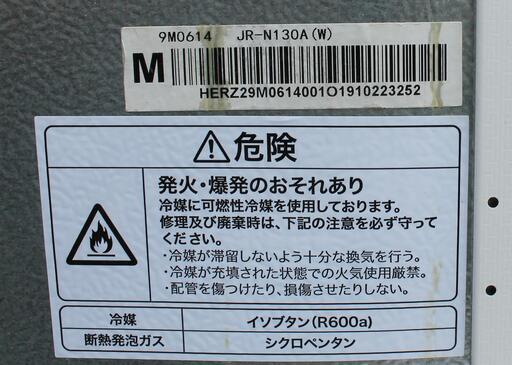 9M0614 JR-N130A(W)
M
HERZ29M0614001O1910223252
危険
発火・爆発のおそれあり
冷媒に可燃性冷媒を使用しております。
修理及び廃棄時は、下記の注意を必ず守って
ください。
・冷媒が滞留しないよう十分な換気を行う。
・冷媒が充填された状態での火気使用厳禁。
・配管を傷つけたり、損傷させたりしない。
冷媒 イソブタン(R600a)
断熱発泡ガス シクロペンタン